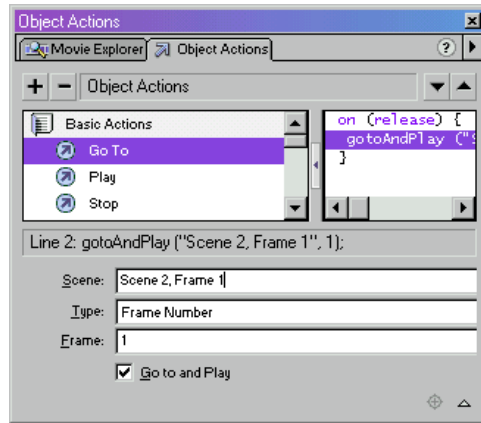 Object Actions
Movie Explorer Object Actions ?
+ − Object Actions
Basic Actions
Go To
Play
Stop
on (release) {
gotoAndPlay ("S
}
Line 2: gotoAndPlay ("Scene 2, Frame 1", 1);
Scene: Scene 2, Frame 1
Type: Frame Number
Frame: 1
Go to and Play